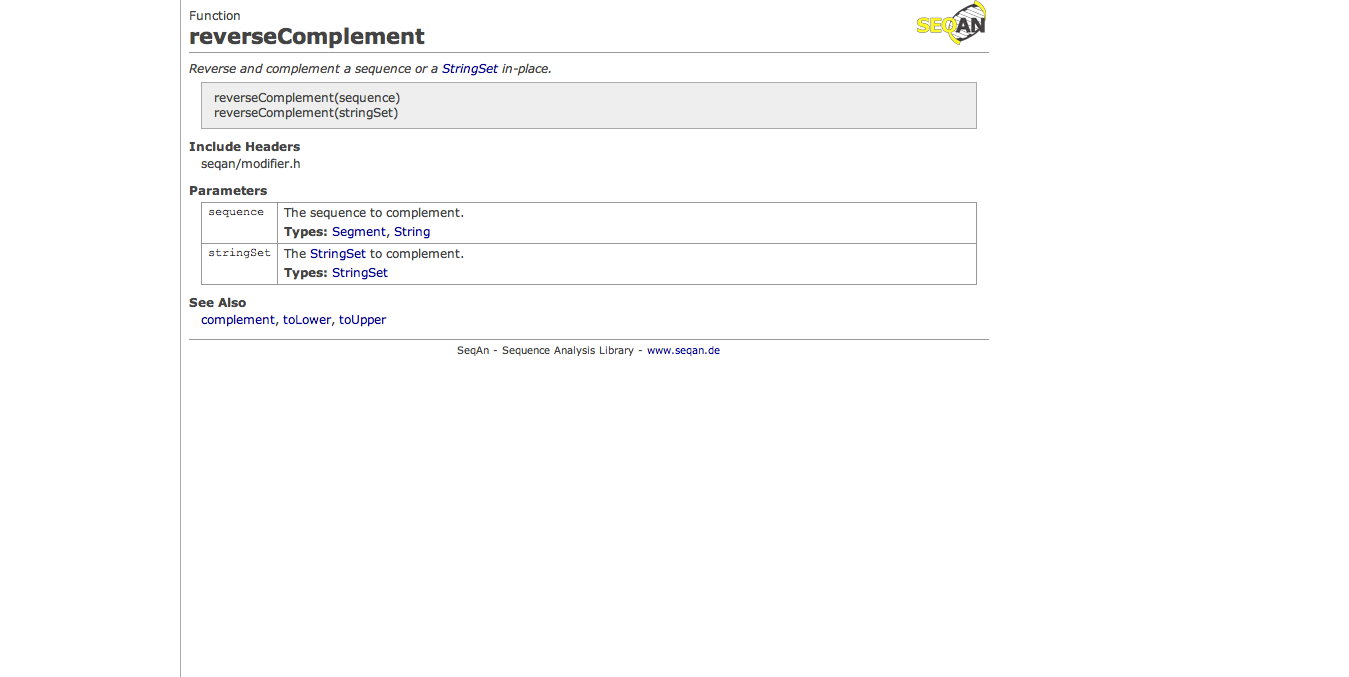 Function
SEQAN
reverseComplement
Reverse and complement a sequence or a StringSet in-place.
reverseComplement(sequence)
reverseComplement(stringSet)
Include Headers
seqan/modifier.h
Parameters
sequence The sequence to complement.
Types: Segment, String
stringSet The StringSet to complement.
Types: StringSet
See Also
complement, toLower, toUpper
SeqAn - Sequence Analysis Library - www.seqan.de